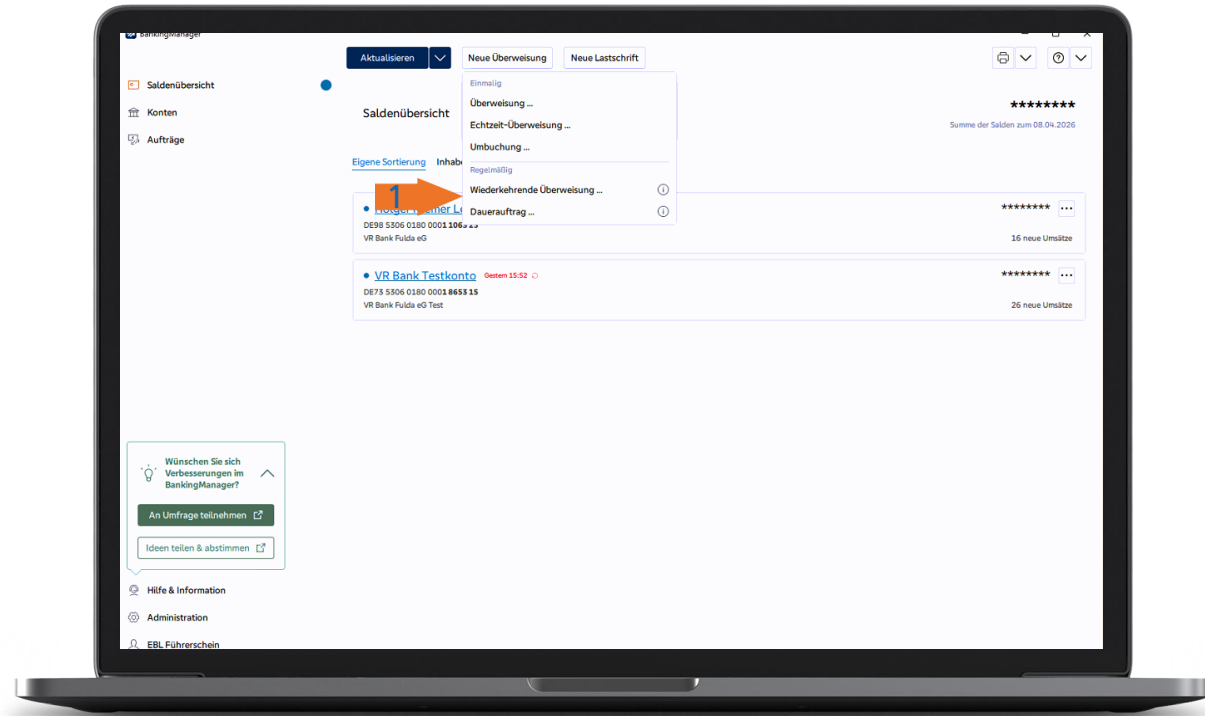 BankingManager
Aktualisieren
Neue Überweisung
Neue Lastschrift
Saldenübersicht
Konten
Aufträge
Einmalig
Überweisung ...
Echtzeit-Überweisung ...
Umbuchung ...
Regelmäßig
Wiederkehrende Überweisung ...
Dauerauftrag ...
Saldenübersicht
********
Summe der Salden zum 08.04.2026
Eigene Sortierung
1
DE98 5306 0180 0001
VR Bank Fulda eG
********
16 neue Umsätze
VR Bank Testkonto Gestern 15:52
DE73 5306 0180 0001 8653 15
VR Bank Fulda eG Test
********
26 neue Umsätze
Wünschen Sie sich
Verbesserungen im
BankingManager?
An Umfrage teilnehmen
Ideen teilen & abstimmen
Hilfe & Information
Administration
EBL Führerschein